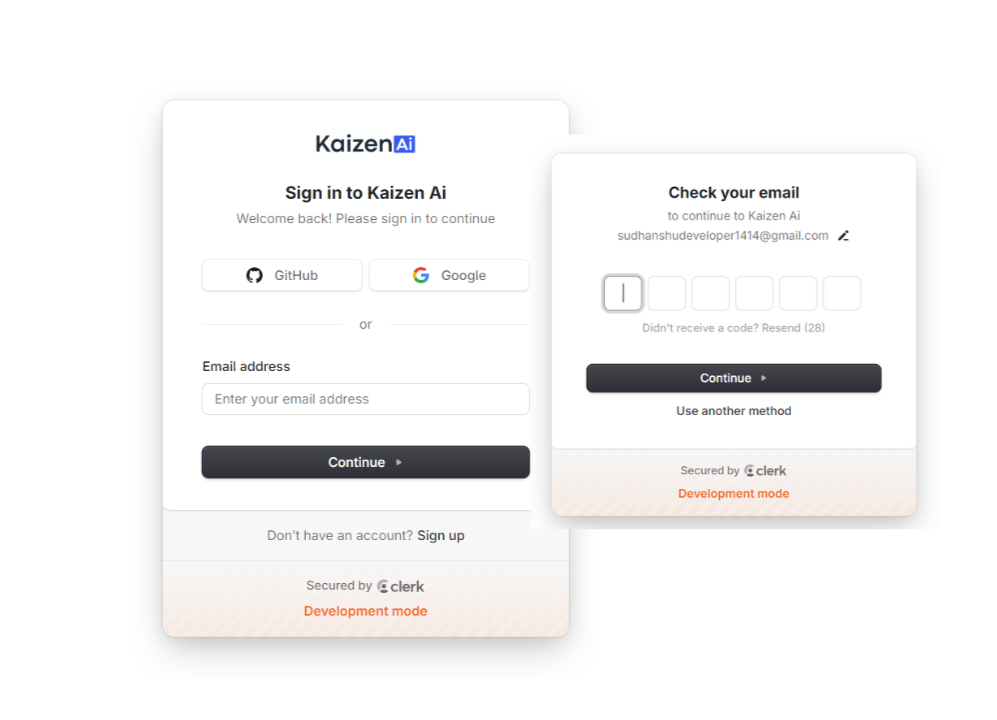 KaizenAi
Sign in to Kaizen Ai
Welcome back! Please sign in to continue
GitHub
Google
or
Email address
Enter your email address
Continue
Don't have an account? Sign up
Secured by clerk
Development mode
Check your email
to continue to Kaizen Ai
sudhanshudeveloper1414@gmail.com
Didn't receive a code? Resend (28)
Continue
Use another method
Secured by clerk
Development mode